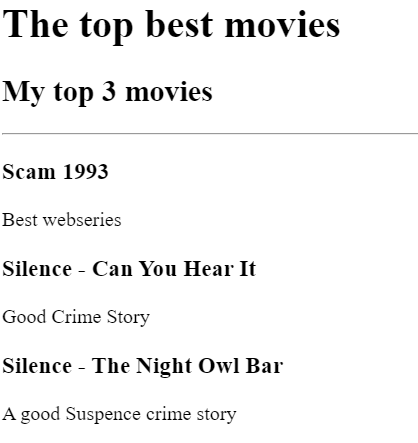 The top best movies
My top 3 movies
Scam 1993
Best webseries
Silence - Can You Hear It
Good Crime Story
Silence - The Night Owl Bar
A good Suspence crime story